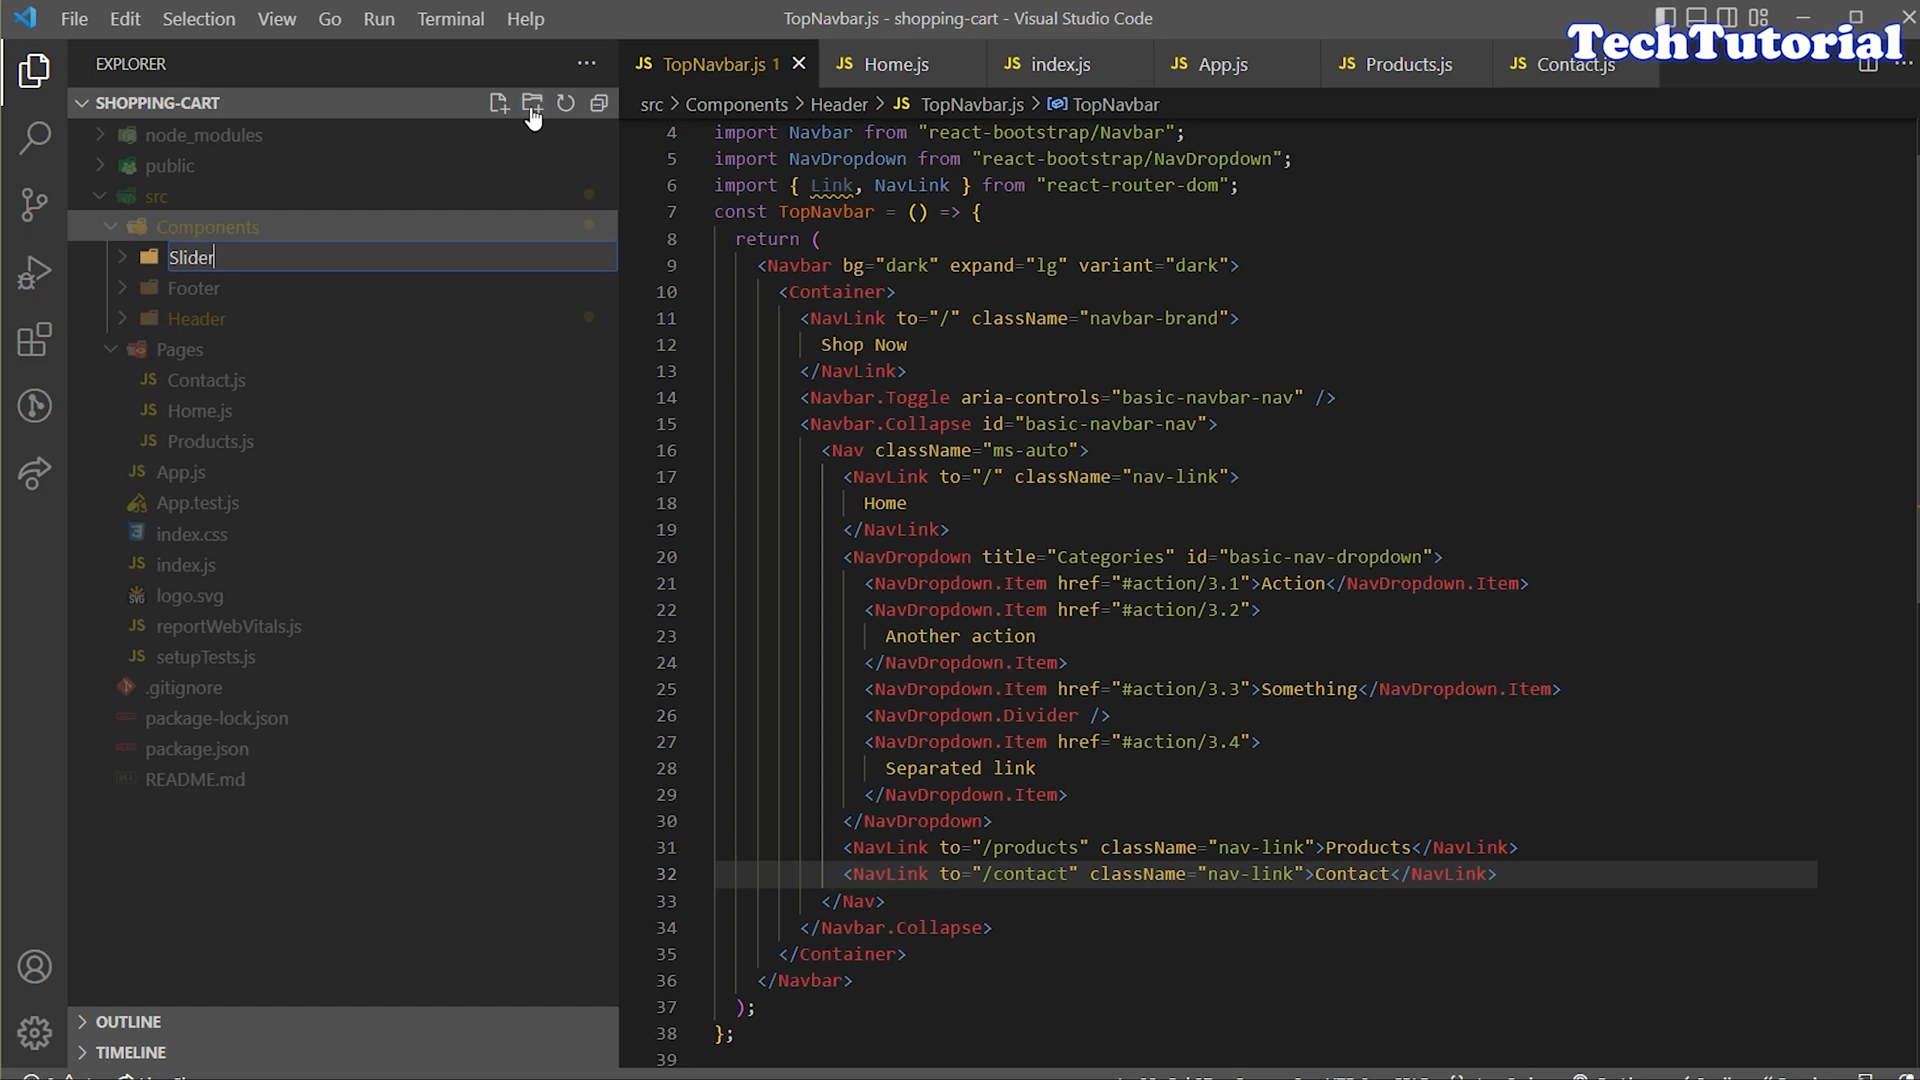 File Edit Selection View Go Run Terminal Help
TopNavbar.js - shopping-cart - Visual Studio Code
TechTutorial
EXPLORER
SHOPPING-CART
node_modules
public
src
Components
Slider
Footer
Header
Pages
JS Contact.js
JS Home.js
JS Products.js
JS App.js
App.test.js
index.css
JS index.js
logo.svg
JS reportWebVitals.js
JS setupTests.js
.gitignore
package-lock.json
package.json
README.md
OUTLINE
TIMELINE
JS TopNavbar.js 1 JS Home.js JS index.js JS App.js JS Products.js JS Contact.js
src > Components > Header > JS TopNavbar.js > TopNavbar
4 import Navbar from "react-bootstrap/Navbar";
5 import NavDropdown from "react-bootstrap/NavDropdown";
6 import { Link, NavLink } from "react-router-dom";
7 const TopNavbar = () => {
8 return (
9 <Navbar bg="dark" expand="lg" variant="dark">
10 <Container>
11 <NavLink to="/" className="navbar-brand">
12 Shop Now
13 </NavLink>
14 <Navbar.Toggle aria-controls="basic-navbar-nav" />
15 <Navbar.Collapse id="basic-navbar-nav">
16 <Nav className="ms-auto">
17 <NavLink to="/" className="nav-link">
18 Home
19 </NavLink>
20 <NavDropdown title="Categories" id="basic-nav-dropdown">
21 <NavDropdown.Item href="#action/3.1">Action</NavDropdown.Item>
22 <NavDropdown.Item href="#action/3.2">
23 Another action
24 </NavDropdown.Item>
25 <NavDropdown.Item href="#action/3.3">Something</NavDropdown.Item>
26 <NavDropdown.Divider />
27 <NavDropdown.Item href="#action/3.4">
28 Separated link
29 </NavDropdown.Item>
30 </NavDropdown>
31 <NavLink to="/products" className="nav-link">Products</NavLink>
32 <NavLink to="/contact" className="nav-link">Contact</NavLink>
33 </Nav>
34 </Navbar.Collapse>
35 </Container>
36 </Navbar>
37 );
38 };
39